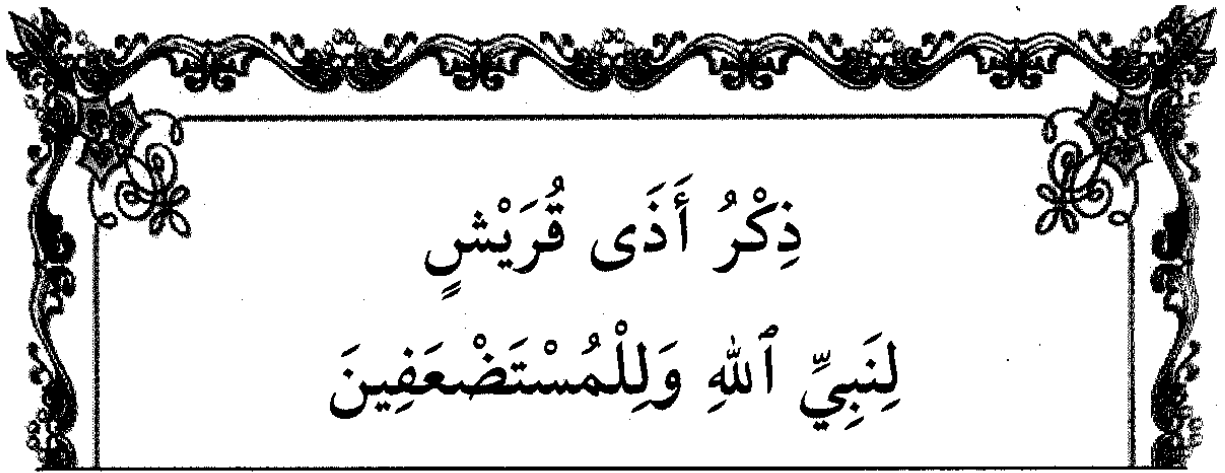 ذِكْرُ أَذَى قُرَيْشٍ
لِنَبِيِّ ٱللهِ وَلِلْمُسْتَضْعَفِينَ